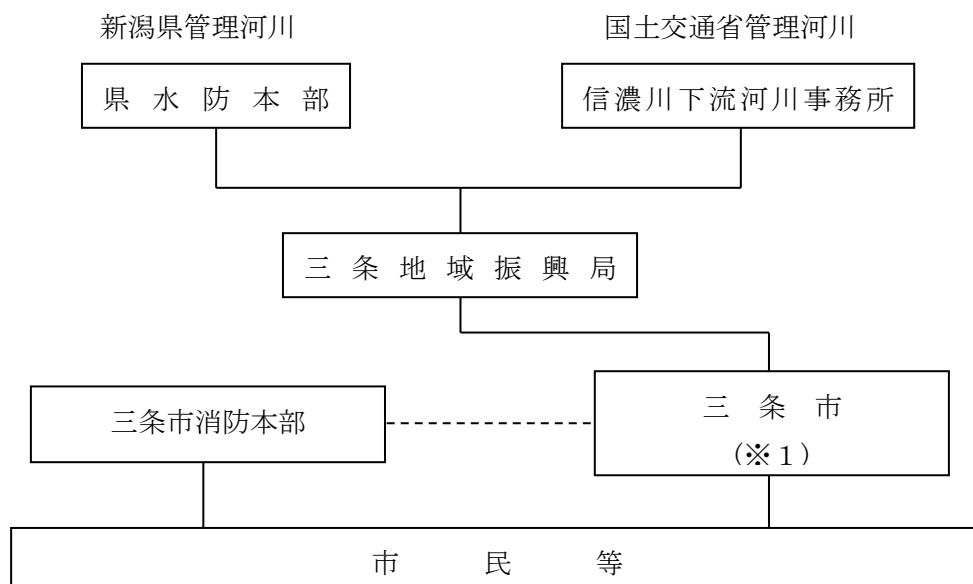 新潟県管理河川
国土交通省管理河川
県水防本部
信濃川下流河川事務所
三条地域振興局
三条市消防本部
三条市
(※1)
市民等